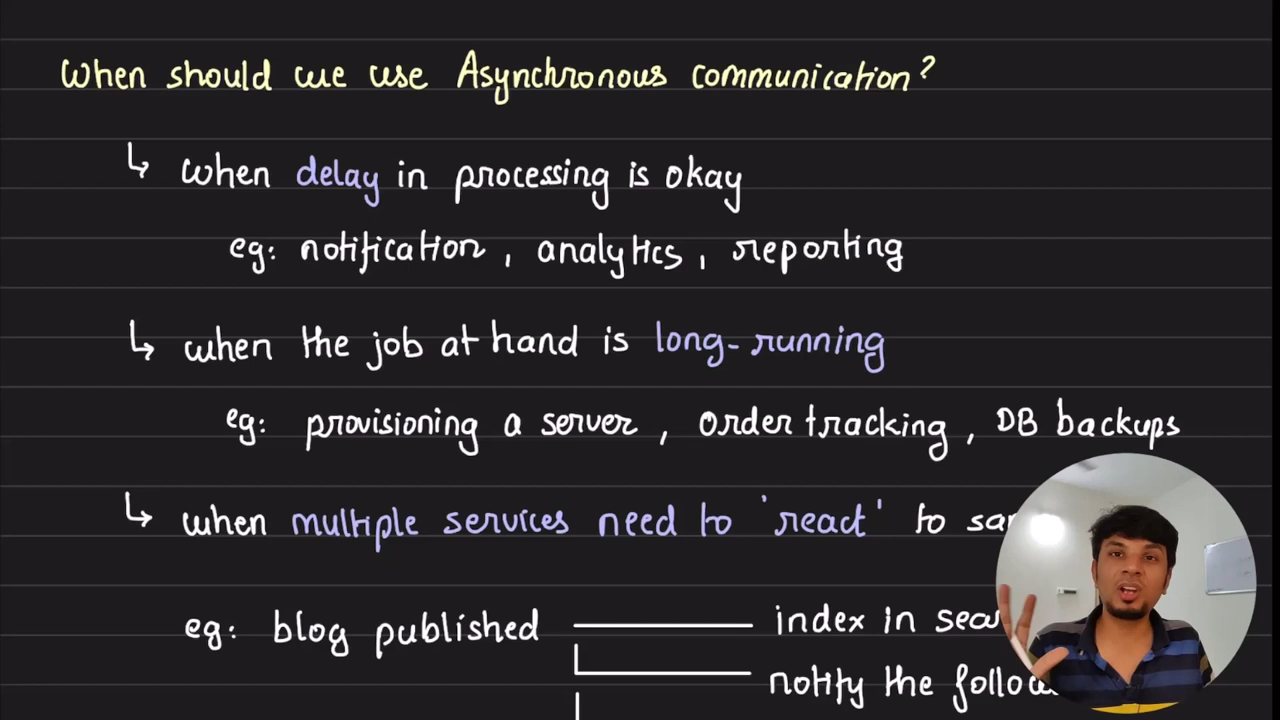 When should we use Asynchronous communication?
↳ when delay in processing is okay
eg: notification, analytics, reporting
↳ when the job at hand is long-running
eg: provisioning a server, order tracking, DB backups
↳ when multiple services need to 'react' to
eg: blog published
index in
notify the